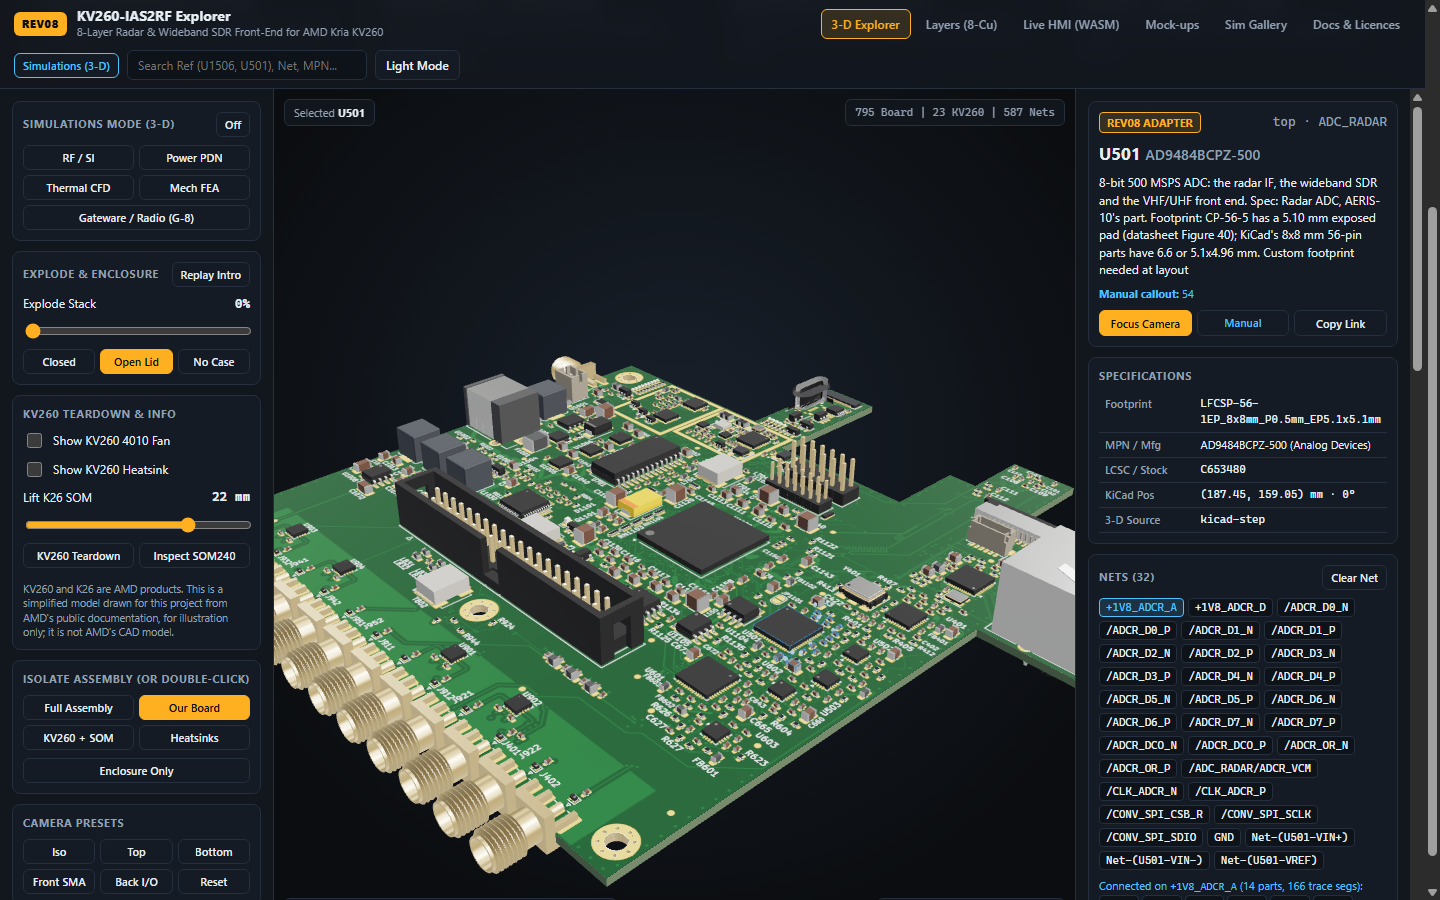 REV08
KV260-IAS2RF Explorer
8-Layer Radar & Wideband SDR Front-End for AMD Kria KV260
3-D Explorer
Layers (8-Cu)
Live HMI (WASM)
Mock-ups
Sim Gallery
Docs & Licences
Simulations (3-D)
Search Ref (U1506, U501), Net, MPN...
Light Mode
SIMULATIONS MODE (3-D)
Off
RF / SI
Power PDN
Thermal CFD
Mech FEA
Gateware / Radio (G-8)
EXPLODE & ENCLOSURE
Replay Intro
Explode Stack
0%
Closed
Open Lid
No Case
KV260 TEARDOWN & INFO
Show KV260 4010 Fan
Show KV260 Heatsink
Lift K26 SOM
22 mm
KV260 Teardown
Inspect SOM240
KV260 and K26 are AMD products. This is a
simplified model drawn for this project from
AMD's public documentation, for illustration
only; it is not AMD's CAD model.
ISOLATE ASSEMBLY (OR DOUBLE-CLICK)
Full Assembly
Our Board
KV260 + SOM
Heatsinks
Enclosure Only
CAMERA PRESETS
Iso
Top
Bottom
Front SMA
Back I/O
Reset
Selected U501
795 Board | 23 KV260 | 587 Nets
J402
FB601
R623
U603
R627
C627
REV08 ADAPTER
top · ADC_RADAR
U501 AD9484BCPZ-500
8-bit 500 MSPS ADC: the radar IF, the wideband SDR
and the VHF/UHF front end. Spec: Radar ADC, AERIS-
10's part. Footprint: CP-56-5 has a 5.10 mm exposed
pad (datasheet Figure 40); KiCad's 8x8 mm 56-pin
parts have 6.6 or 5.1x4.96 mm. Custom footprint
needed at layout
Manual callout: 54
Focus Camera
Manual
Copy Link
SPECIFICATIONS
Footprint
LFCSP-56-
1EP_8x8mm_P0.5mm_EP5.1x5.1mm
MPN / Mfg
AD9484BCPZ-500 (Analog Devices)
LCSC / Stock
C653480
KiCad Pos
(187.45, 159.05) mm · 0°
3-D Source
kicad-step
NETS (32)
Clear Net
+1V8_ADCR_A
+1V8_ADCR_D
/ADCR_D0_N
/ADCR_D0_P
/ADCR_D1_N
/ADCR_D1_P
/ADCR_D2_N
/ADCR_D2_P
/ADCR_D3_N
/ADCR_D3_P
/ADCR_D4_N
/ADCR_D4_P
/ADCR_D5_N
/ADCR_D5_P
/ADCR_D6_N
/ADCR_D6_P
/ADCR_D7_N
/ADCR_D7_P
/ADCR_DCO_N
/ADCR_DCO_P
/ADCR_OR_N
/ADCR_OR_P
/ADC_RADAR/ADCR_VCM
/CLK_ADCR_N
/CLK_ADCR_P
/CONV_SPI_CSB_R
/CONV_SPI_SCLK
/CONV_SPI_SDIO
GND
Net-(U501-VIN+)
Net-(U501-VIN-)
Net-(U501-VREF)
Connected on +1V8_ADCR_A (14 parts, 166 trace segs):